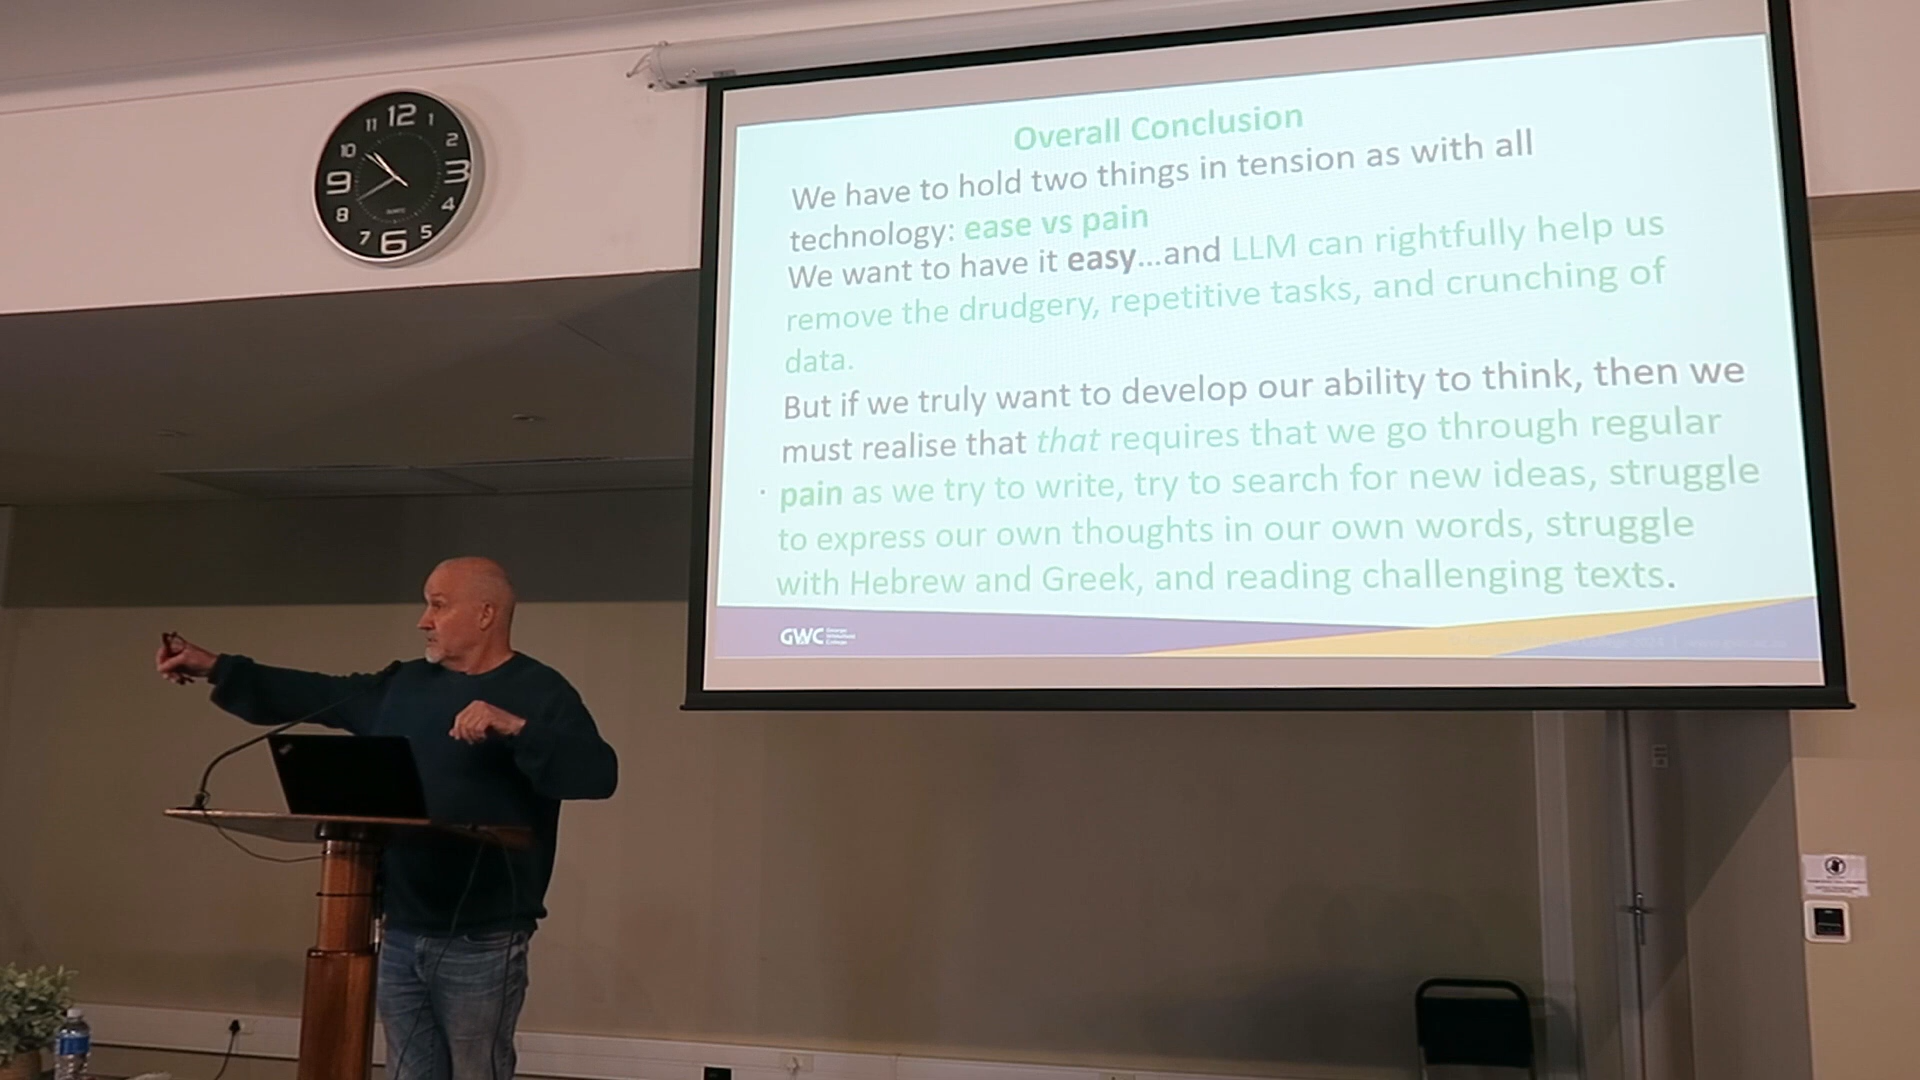 12
1
2
3
4
5
6
7
8
9
10
11
QUARTZ
Overall Conclusion
We have to hold two things in tension as with all
technology: ease vs pain
We want to have it easy...and LLM can rightfully help us
remove the drudgery, repetitive tasks, and crunching of
data.
But if we truly want to develop our ability to think, then we
must realise that that requires that we go through regular
pain as we try to write, try to search for new ideas, struggle
to express our own thoughts in our own words, struggle
with Hebrew and Greek, and reading challenging texts.
GWC George
Whitefield
College